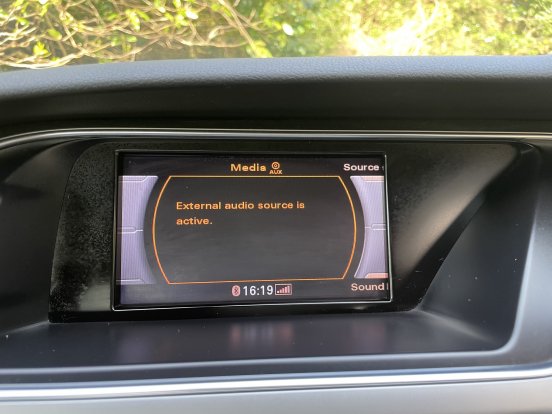 Media AUX Source
External audio source is
active.
16:19
Sound